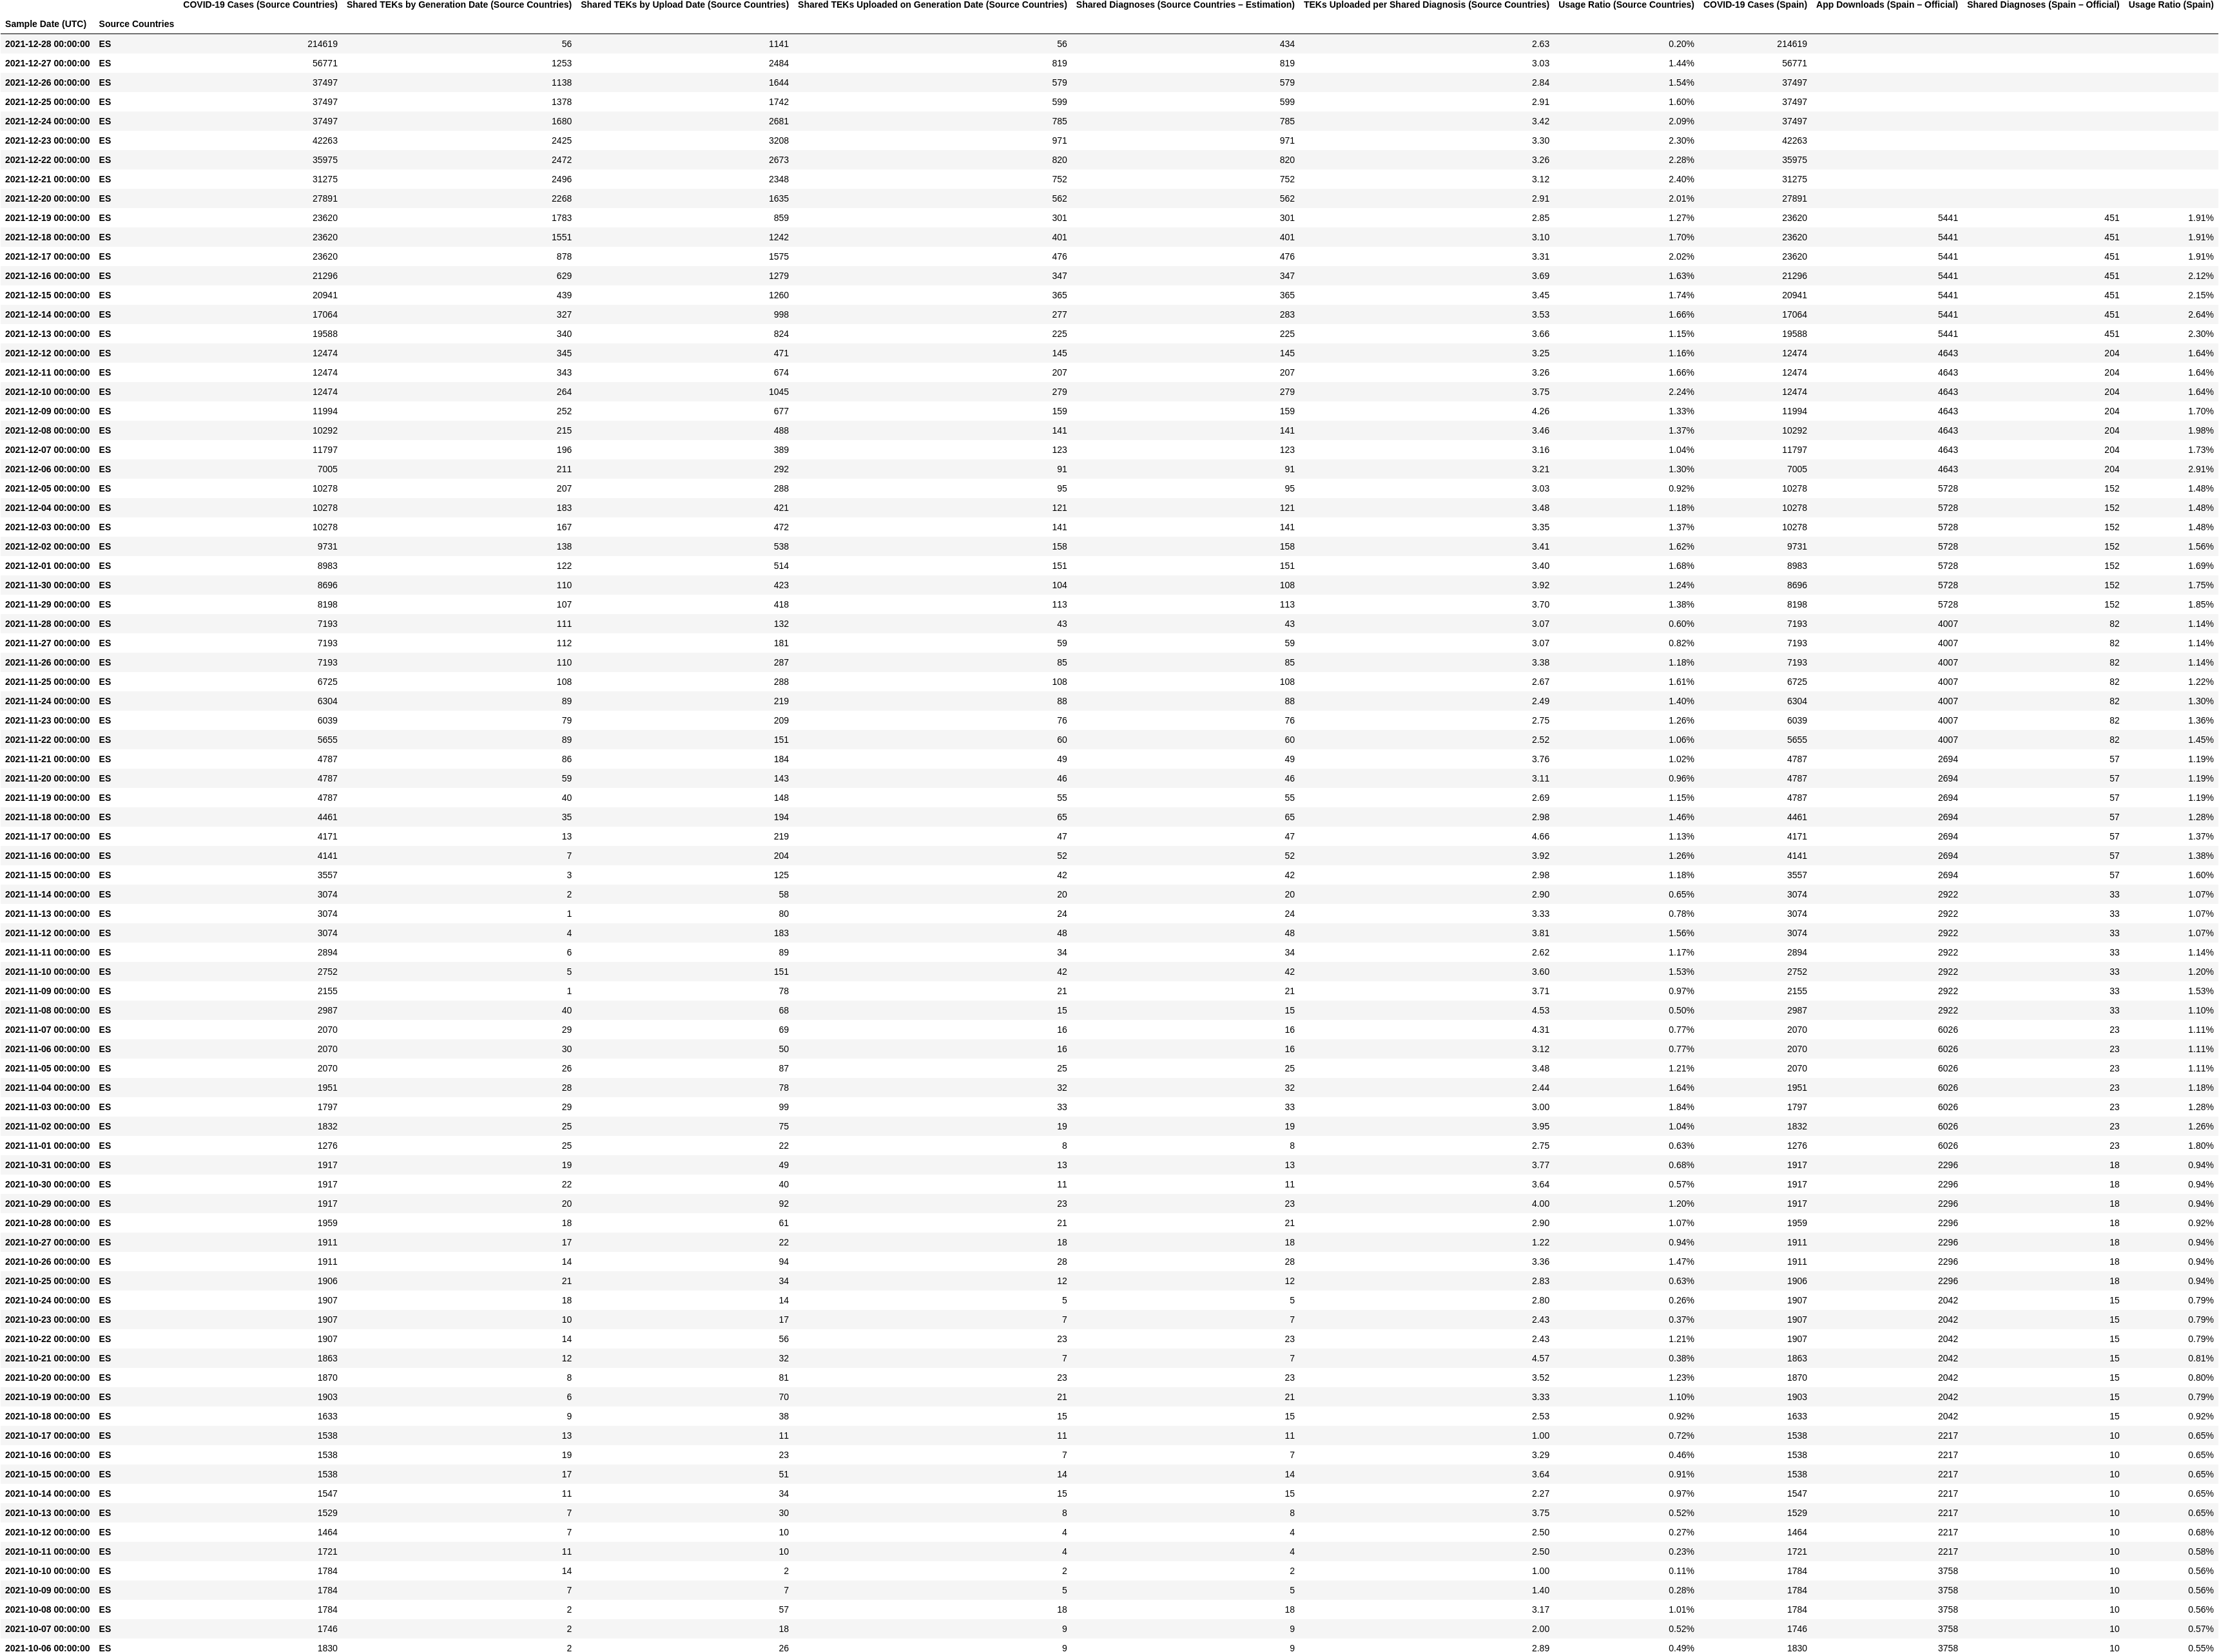 COVID-19 Cases (Source Countries) Shared TEKs by Generation Date (Source Countries) Shared TEKs by Upload Date (Source Countries) Shared TEKs Uploaded on Generation Date (Source Countries) Shared Diagnoses (Source Countries – Estimation) TEKs Uploaded per Shared Diagnosis (Source Countries) Usage Ratio (Source Countries) COVID-19 Cases (Spain) App Downloads (Spain – Official) Shared Diagnoses (Spain – Official) Usage Ratio (Spain)
Sample Date (UTC) Source Countries
2021-12-28 00:00:00 ES 214619 56 1141 56 434 2.63 0.20% 214619
2021-12-27 00:00:00 ES 56771 1253 2484 819 819 3.03 1.44% 56771
2021-12-26 00:00:00 ES 37497 1138 1644 579 579 2.84 1.54% 37497
2021-12-25 00:00:00 ES 37497 1378 1742 599 599 2.91 1.60% 37497
2021-12-24 00:00:00 ES 37497 1680 2681 785 785 3.42 2.09% 37497
2021-12-23 00:00:00 ES 42263 2425 3208 971 971 3.30 2.30% 42263
2021-12-22 00:00:00 ES 35975 2472 2673 820 820 3.26 2.28% 35975
2021-12-21 00:00:00 ES 31275 2496 2348 752 752 3.12 2.40% 31275
2021-12-20 00:00:00 ES 27891 2268 1635 562 562 2.91 2.01% 27891
2021-12-19 00:00:00 ES 23620 1783 859 301 301 2.85 1.27% 23620 5441 451 1.91%
2021-12-18 00:00:00 ES 23620 1551 1242 401 401 3.10 1.70% 23620 5441 451 1.91%
2021-12-17 00:00:00 ES 23620 878 1575 476 476 3.31 2.02% 23620 5441 451 1.91%
2021-12-16 00:00:00 ES 21296 629 1279 347 347 3.69 1.63% 21296 5441 451 2.12%
2021-12-15 00:00:00 ES 20941 439 1260 365 365 3.45 1.74% 20941 5441 451 2.15%
2021-12-14 00:00:00 ES 17064 327 998 277 283 3.53 1.66% 17064 5441 451 2.64%
2021-12-13 00:00:00 ES 19588 340 824 225 225 3.66 1.15% 19588 5441 451 2.30%
2021-12-12 00:00:00 ES 12474 345 471 145 145 3.25 1.16% 12474 4643 204 1.64%
2021-12-11 00:00:00 ES 12474 343 674 207 207 3.26 1.66% 12474 4643 204 1.64%
2021-12-10 00:00:00 ES 12474 264 1045 279 279 3.75 2.24% 12474 4643 204 1.64%
2021-12-09 00:00:00 ES 11994 252 677 159 159 4.26 1.33% 11994 4643 204 1.70%
2021-12-08 00:00:00 ES 10292 215 488 141 141 3.46 1.37% 10292 4643 204 1.98%
2021-12-07 00:00:00 ES 11797 196 389 123 123 3.16 1.04% 11797 4643 204 1.73%
2021-12-06 00:00:00 ES 7005 211 292 91 91 3.21 1.30% 7005 4643 204 2.91%
2021-12-05 00:00:00 ES 10278 207 288 95 95 3.03 0.92% 10278 5728 152 1.48%
2021-12-04 00:00:00 ES 10278 183 421 121 121 3.48 1.18% 10278 5728 152 1.48%
2021-12-03 00:00:00 ES 10278 167 472 141 141 3.35 1.37% 10278 5728 152 1.48%
2021-12-02 00:00:00 ES 9731 138 538 158 158 3.41 1.62% 9731 5728 152 1.56%
2021-12-01 00:00:00 ES 8983 122 514 151 151 3.40 1.68% 8983 5728 152 1.69%
2021-11-30 00:00:00 ES 8696 110 423 104 108 3.92 1.24% 8696 5728 152 1.75%
2021-11-29 00:00:00 ES 8198 107 418 113 113 3.70 1.38% 8198 5728 152 1.85%
2021-11-28 00:00:00 ES 7193 111 132 43 43 3.07 0.60% 7193 4007 82 1.14%
2021-11-27 00:00:00 ES 7193 112 181 59 59 3.07 0.82% 7193 4007 82 1.14%
2021-11-26 00:00:00 ES 7193 110 287 85 85 3.38 1.18% 7193 4007 82 1.14%
2021-11-25 00:00:00 ES 6725 108 288 108 108 2.67 1.61% 6725 4007 82 1.22%
2021-11-24 00:00:00 ES 6304 89 219 88 88 2.49 1.40% 6304 4007 82 1.30%
2021-11-23 00:00:00 ES 6039 79 209 76 76 2.75 1.26% 6039 4007 82 1.36%
2021-11-22 00:00:00 ES 5655 89 151 60 60 2.52 1.06% 5655 4007 82 1.45%
2021-11-21 00:00:00 ES 4787 86 184 49 49 3.76 1.02% 4787 2694 57 1.19%
2021-11-20 00:00:00 ES 4787 59 143 46 46 3.11 0.96% 4787 2694 57 1.19%
2021-11-19 00:00:00 ES 4787 40 148 55 55 2.69 1.15% 4787 2694 57 1.19%
2021-11-18 00:00:00 ES 4461 35 194 65 65 2.98 1.46% 4461 2694 57 1.28%
2021-11-17 00:00:00 ES 4171 13 219 47 47 4.66 1.13% 4171 2694 57 1.37%
2021-11-16 00:00:00 ES 4141 7 204 52 52 3.92 1.26% 4141 2694 57 1.38%
2021-11-15 00:00:00 ES 3557 3 125 42 42 2.98 1.18% 3557 2694 57 1.60%
2021-11-14 00:00:00 ES 3074 2 58 20 20 2.90 0.65% 3074 2922 33 1.07%
2021-11-13 00:00:00 ES 3074 1 80 24 24 3.33 0.78% 3074 2922 33 1.07%
2021-11-12 00:00:00 ES 3074 4 183 48 48 3.81 1.56% 3074 2922 33 1.07%
2021-11-11 00:00:00 ES 2894 6 89 34 34 2.62 1.17% 2894 2922 33 1.14%
2021-11-10 00:00:00 ES 2752 5 151 42 42 3.60 1.53% 2752 2922 33 1.20%
2021-11-09 00:00:00 ES 2155 1 78 21 21 3.71 0.97% 2155 2922 33 1.53%
2021-11-08 00:00:00 ES 2987 40 68 15 15 4.53 0.50% 2987 2922 33 1.10%
2021-11-07 00:00:00 ES 2070 29 69 16 16 4.31 0.77% 2070 6026 23 1.11%
2021-11-06 00:00:00 ES 2070 30 50 16 16 3.12 0.77% 2070 6026 23 1.11%
2021-11-05 00:00:00 ES 2070 26 87 25 25 3.48 1.21% 2070 6026 23 1.11%
2021-11-04 00:00:00 ES 1951 28 78 32 32 2.44 1.64% 1951 6026 23 1.18%
2021-11-03 00:00:00 ES 1797 29 99 33 33 3.00 1.84% 1797 6026 23 1.28%
2021-11-02 00:00:00 ES 1832 25 75 19 19 3.95 1.04% 1832 6026 23 1.26%
2021-11-01 00:00:00 ES 1276 25 22 8 8 2.75 0.63% 1276 6026 23 1.80%
2021-10-31 00:00:00 ES 1917 19 49 13 13 3.77 0.68% 1917 2296 18 0.94%
2021-10-30 00:00:00 ES 1917 22 40 11 11 3.64 0.57% 1917 2296 18 0.94%
2021-10-29 00:00:00 ES 1917 20 92 23 23 4.00 1.20% 1917 2296 18 0.94%
2021-10-28 00:00:00 ES 1959 18 61 21 21 2.90 1.07% 1959 2296 18 0.92%
2021-10-27 00:00:00 ES 1911 17 22 18 18 1.22 0.94% 1911 2296 18 0.94%
2021-10-26 00:00:00 ES 1911 14 94 28 28 3.36 1.47% 1911 2296 18 0.94%
2021-10-25 00:00:00 ES 1906 21 34 12 12 2.83 0.63% 1906 2296 18 0.94%
2021-10-24 00:00:00 ES 1907 18 14 5 5 2.80 0.26% 1907 2042 15 0.79%
2021-10-23 00:00:00 ES 1907 10 17 7 7 2.43 0.37% 1907 2042 15 0.79%
2021-10-22 00:00:00 ES 1907 14 56 23 23 2.43 1.21% 1907 2042 15 0.79%
2021-10-21 00:00:00 ES 1863 12 32 7 7 4.57 0.38% 1863 2042 15 0.81%
2021-10-20 00:00:00 ES 1870 8 81 23 23 3.52 1.23% 1870 2042 15 0.80%
2021-10-19 00:00:00 ES 1903 6 70 21 21 3.33 1.10% 1903 2042 15 0.79%
2021-10-18 00:00:00 ES 1633 9 38 15 15 2.53 0.92% 1633 2042 15 0.92%
2021-10-17 00:00:00 ES 1538 13 11 11 11 1.00 0.72% 1538 2217 10 0.65%
2021-10-16 00:00:00 ES 1538 19 23 7 7 3.29 0.46% 1538 2217 10 0.65%
2021-10-15 00:00:00 ES 1538 17 51 14 14 3.64 0.91% 1538 2217 10 0.65%
2021-10-14 00:00:00 ES 1547 11 34 15 15 2.27 0.97% 1547 2217 10 0.65%
2021-10-13 00:00:00 ES 1529 7 30 8 8 3.75 0.52% 1529 2217 10 0.65%
2021-10-12 00:00:00 ES 1464 7 10 4 4 2.50 0.27% 1464 2217 10 0.68%
2021-10-11 00:00:00 ES 1721 11 10 4 4 2.50 0.23% 1721 2217 10 0.58%
2021-10-10 00:00:00 ES 1784 14 2 2 2 1.00 0.11% 1784 3758 10 0.56%
2021-10-09 00:00:00 ES 1784 7 7 5 5 1.40 0.28% 1784 3758 10 0.56%
2021-10-08 00:00:00 ES 1784 2 57 18 18 3.17 1.01% 1784 3758 10 0.56%
2021-10-07 00:00:00 ES 1746 2 18 9 9 2.00 0.52% 1746 3758 10 0.57%
2021-10-06 00:00:00 ES 1830 2 26 9 9 2.89 0.49% 1830 3758 10 0.55%